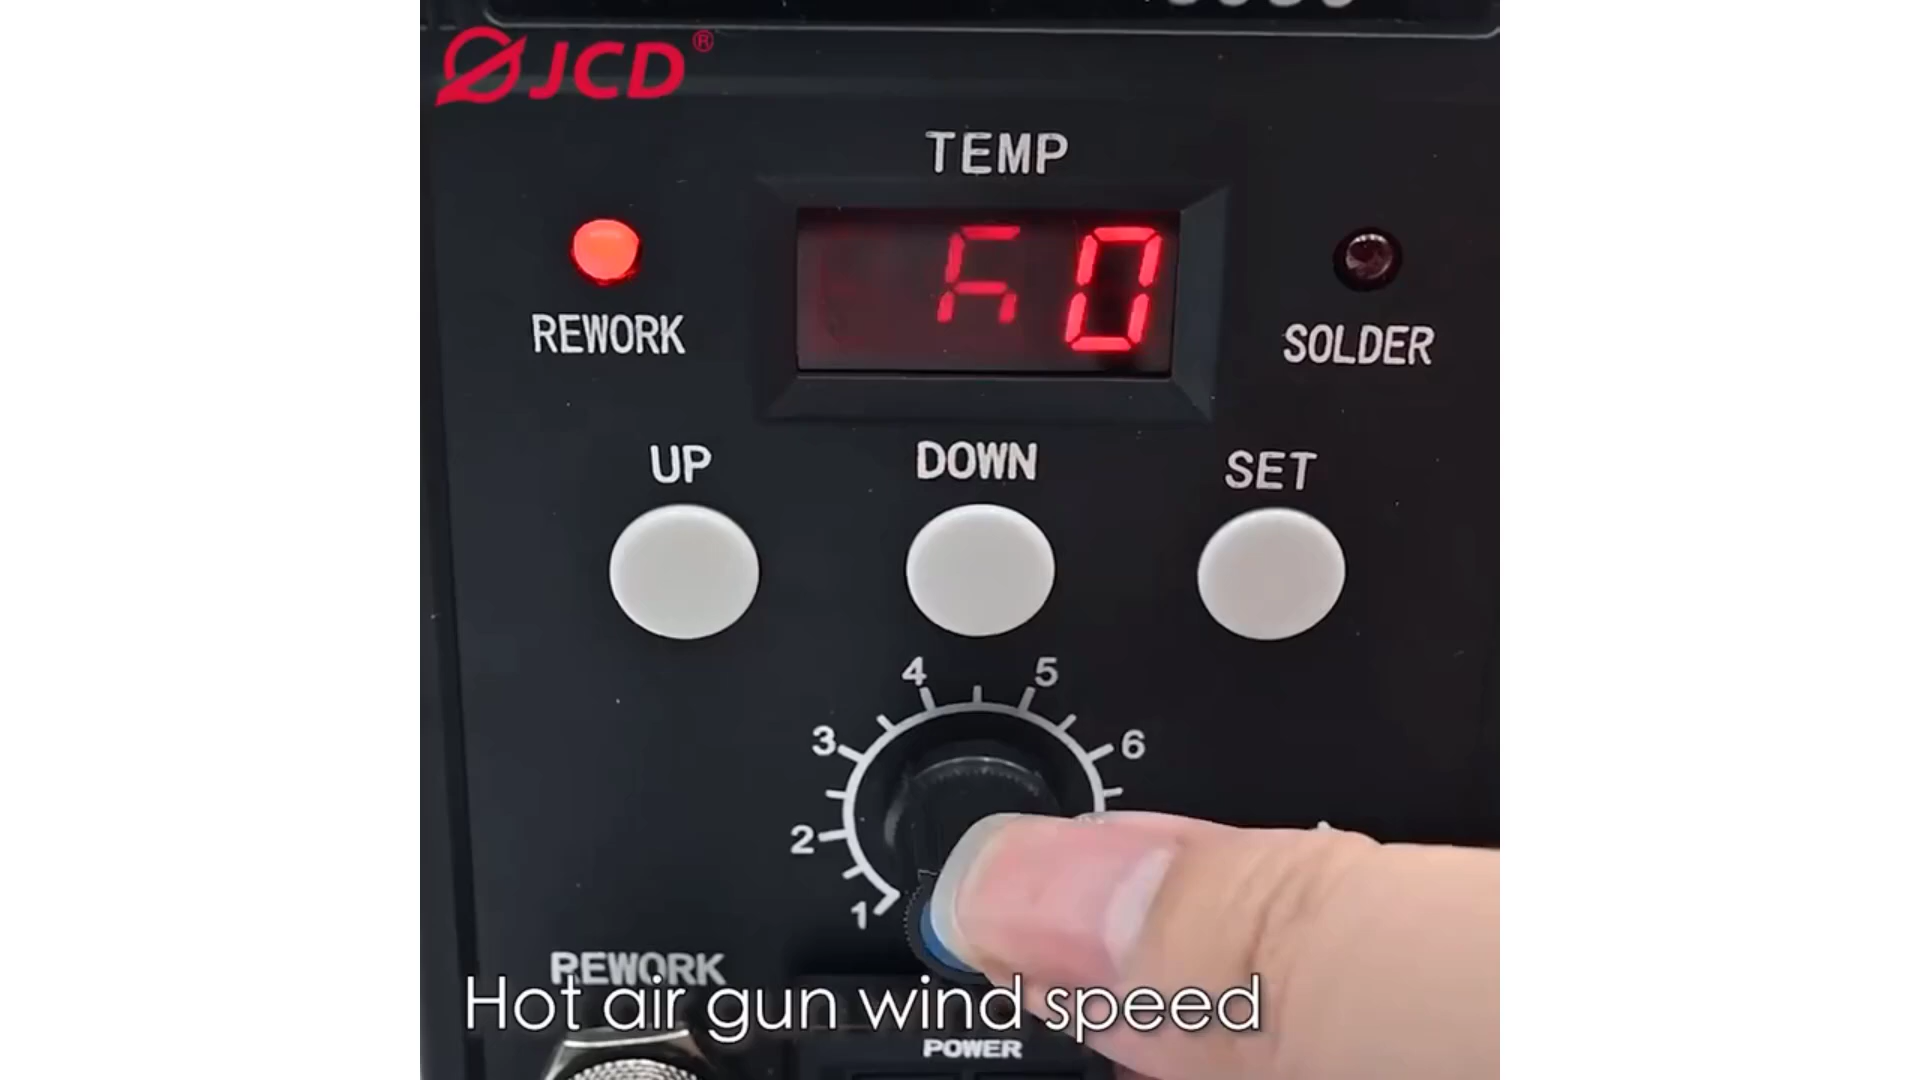 JCD®
TEMP
A0
REWORK
SOLDER
UP
DOWN
SET
4
5
3
6
2
1
REWORK
Hot air gun wind speed
POWER